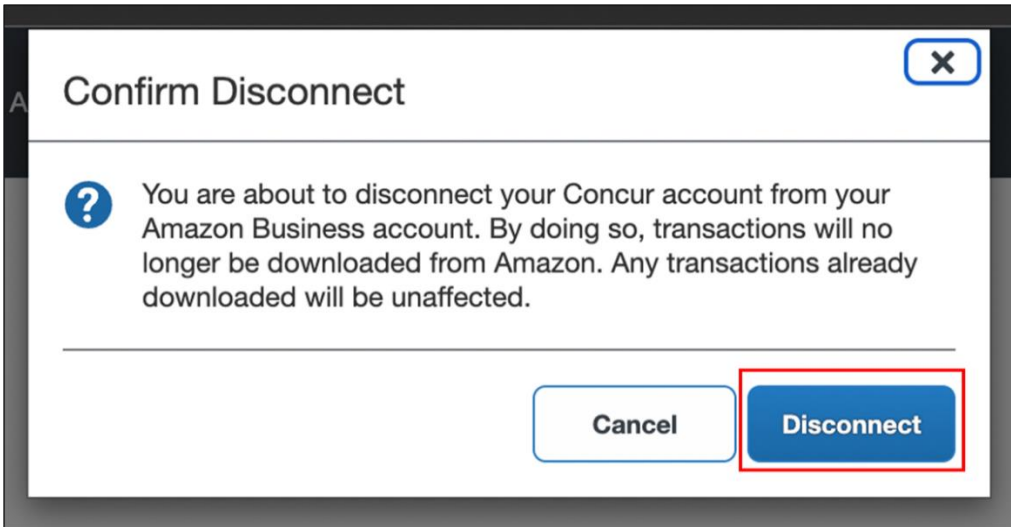 A
Confirm Disconnect
?
You are about to disconnect your Concur account from your
Amazon Business account. By doing so, transactions will no
longer be downloaded from Amazon. Any transactions already
downloaded will be unaffected.
Cancel
Disconnect